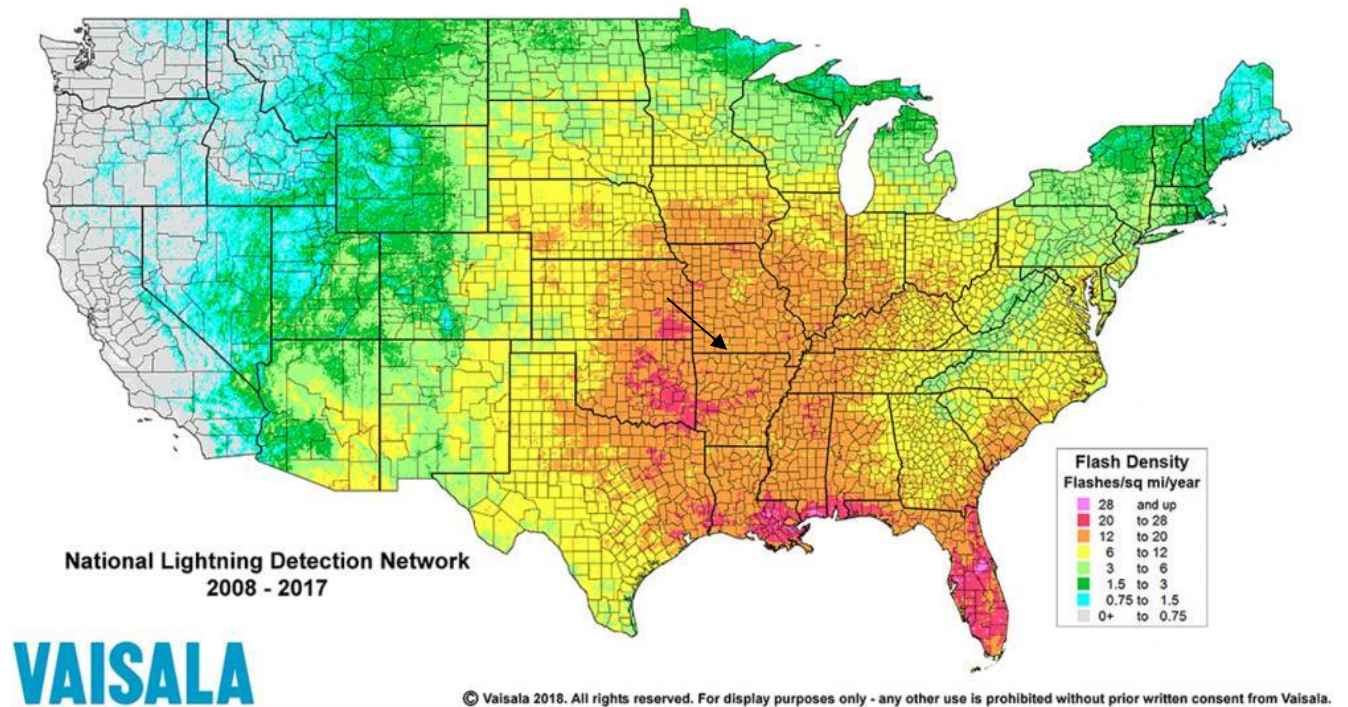 Flash Density
Flashes/sq mi/year
28 and up
20 to 28
12 to 20
6 to 12
3 to 6
1.5 to 3
0.75 to 1.5
0+ to 0.75
National Lightning Detection Network
2008 - 2017
VAISALA
© Vaisala 2018. All rights reserved. For display purposes only - any other use is prohibited without prior written consent from Vaisala.